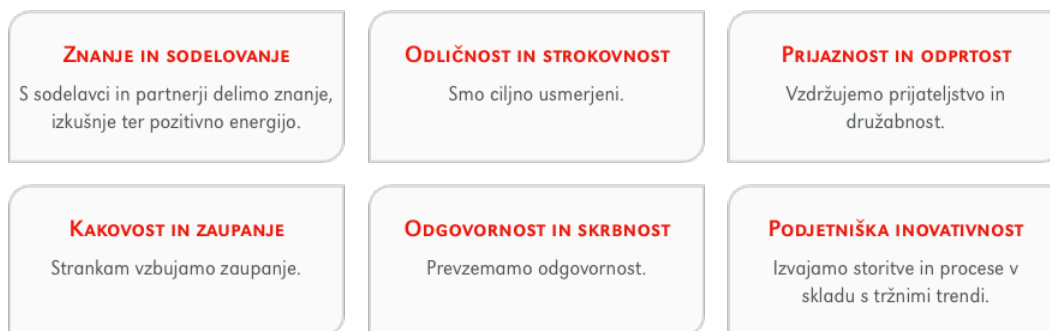 Znanje in sodelovanje
S sodelavci in partnerji delimo znanje,
izkušnje ter pozitivno energijo.
Odličnost in strokovnost
Smo ciljno usmerjeni.
Prijaznost in odprtost
Vzdržujemo prijateljstvo in
družabnost.
Kakovost in zaupanje
Strankam vzbujamo zaupanje.
Odgovornost in skrbnost
Prevzemamo odgovornost.
Podjetniška inovativnost
Izvajamo storitve in procese v
skladu s tržnimi trendi.